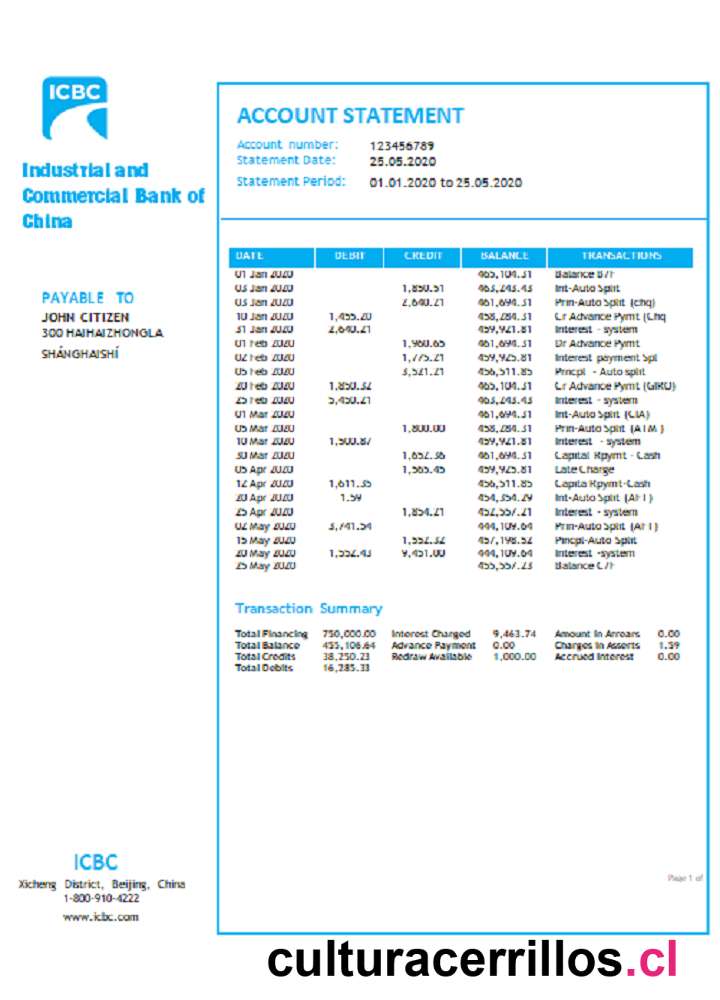 ICBC
Industrial and
Commercial Bank of
China
PAYABLE TO
JOHN CITIZEN
300 HAIHAIZHONGLA
SHÁNGHAISHÍ
ACCOUNT STATEMENT
Account number: 123456789
Statement Date: 25.05.2020
Statement Period: 01.01.2020 to 25.05.2020
DATE DEBIT CREDIT BALANCE TRANSACTIONS
01 Jan 2020 465,104.31 Balance B/F
03 Jan 2020 1,850.51 463,243.43 Int-Auto Split
03 Jan 2020 2,640.21 461,694.31 Prin-Auto Split (chq)
10 Jan 2020 1,455.20 458,284.31 Cr Advance Pymt (Chq
31 Jan 2020 2,640.21 459,921.81 Interest - system
01 Feb 2020 1,960.65 461,694.31 Dr Advance Pymt
02 Feb 2020 1,775.21 459,925.81 Interest payment Spl
05 Feb 2020 3,521.21 456,511.85 Princpl - Auto split
20 Feb 2020 1,850.32 465,104.31 Cr Advance Pymt (GIRO)
25 Feb 2020 5,450.21 463,243.43 Interest - system
01 Mar 2020 461,694.31 Int-Auto Split (CIA)
05 Mar 2020 1,800.00 458,284.31 Prin-Auto Split (ATM )
10 Mar 2020 1,500.87 459,921.81 Interest - system
30 Mar 2020 1,652.36 461,694.31 Capital Rpymt - Cash
05 Apr 2020 1,565.45 459,925.81 Late Charge
12 Apr 2020 1,611.35 456,511.85 Capita Rpymt-Cash
20 Apr 2020 1.59 454,354.29 Int-Auto Split (AFT)
25 Apr 2020 1,854.21 452,557.21 Interest - system
02 May 2020 3,741.54 444,109.64 Prin-Auto Split (AFT)
15 May 2020 1,552.32 457,198.52 Pincpl-Auto Split
20 May 2020 1,552.43 9,451.00 444,109.64 Interest -system
25 May 2020 455,557.23 Balance C/F
Transaction Summary
Total Financing 750,000.00 Interest Charged 9,463.74 Amount In Arrears 0.00
Total Balance 455,106.64 Advance Payment 0.00 Charges In Asserts 1.59
Total Credits 38,250.23 Redraw Available 1,000.00 Accrued Interest 0.00
Total Debits 16,285.33
ICBC
Xicheng District, Beijing, China
1-800-910-4222
www.icbc.com
Page 1 of
culturacerrillos.cl